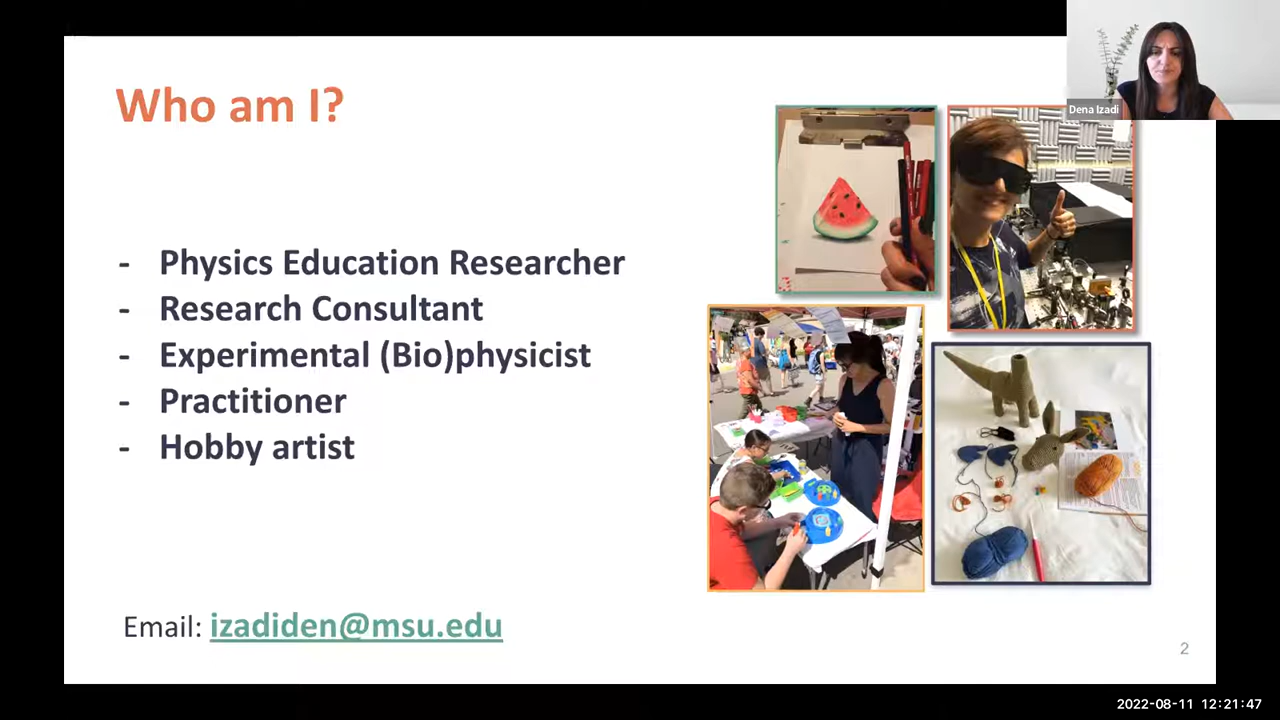 Who am I?
Dena Izadi
- Physics Education Researcher
- Research Consultant
- Experimental (Bio)physicist
- Practitioner
- Hobby artist
Email: izadiden@msu.edu
2
2022-08-11 12:21:47